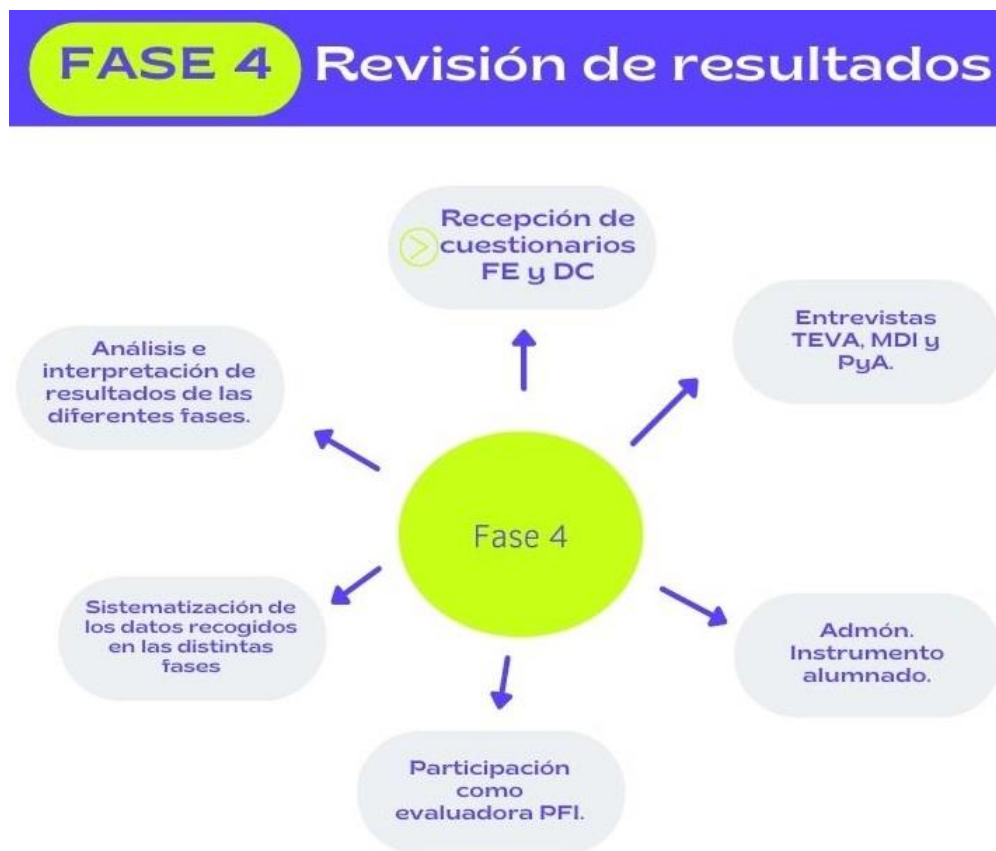 FASE 4 Revisión de resultados
Recepción de
cuestionarios
FE y DC
Entrevistas
TEVA, MDI y
PyA.
Admón.
Instrumento
alumnado.
Participación
como
evaluadora PFI.
Sistematización de
los datos recogidos
en las distintas
fases
Análisis e
interpretación de
resultados de las
diferentes fases.
Fase 4